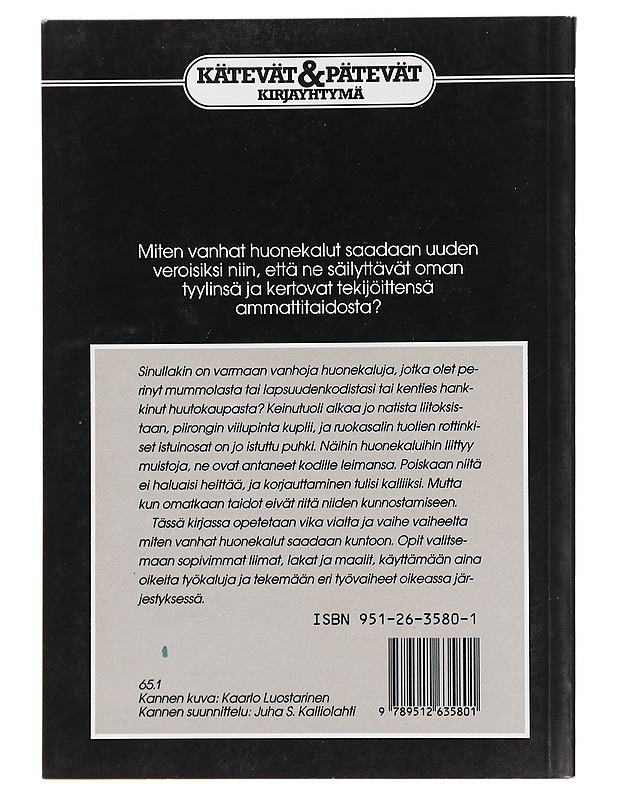 KÄTEVÄT & PÄTEVÄT
KIRJAYHTYMÄ
Miten vanhat huonekalut saadaan uuden
veroisiksi niin, että ne säilyttävät oman
tyylinsä ja kertovat tekijöittensä
ammattitaidosta?
Sinullakin on varmaan vanhoja huonekaluja, jotka olet pe-
rinyt mummolasta tai lapsuudenkodistasi tai kenties hank-
kinut huutokaupasta? Keinutuoli alkaa jo natista liitoksis-
taan, piirongin viilupinta kuplii, ja ruokasalin tuolien rottinki-
set istuinosat on jo istuttu puhki. Näihin huonekaluihin liittyy
muistoja, ne ovat antaneet kodille leimansa. Poiskaan niitä
ei haluaisi heittää, ja korjauttaminen tulisi kalliiksi. Mutta
kun omatkaan taidot eivät riitä niiden kunnostamiseen.
Tässä kirjassa opetetaan vika vialta ja vaihe vaiheelta
miten vanhat huonekalut saadaan kuntoon. Opit valitse-
maan sopivimmat liimat, lakat ja maalit, käyttämään aina
oikeita työkaluja ja tekemään eri työvaiheet oikeassa jär-
jestyksessä.
ISBN 951-26-3580-1
65.1
Kannen kuva: Kaarlo Luostarinen
Kannen suunnittelu: Juha S. Kalliolahti
9 789512 635801